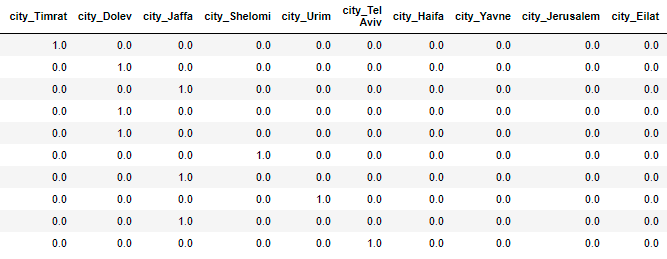 city_Timrat city_Dolev city_Jaffa city_Shelomi city_Urim city_Tel Aviv city_Haifa city_Yavne city_Jerusalem city_Eilat
1.0 0.0 0.0 0.0 0.0 0.0 0.0 0.0 0.0 0.0
0.0 1.0 0.0 0.0 0.0 0.0 0.0 0.0 0.0 0.0
0.0 0.0 1.0 0.0 0.0 0.0 0.0 0.0 0.0 0.0
0.0 1.0 0.0 0.0 0.0 0.0 0.0 0.0 0.0 0.0
0.0 1.0 0.0 0.0 0.0 0.0 0.0 0.0 0.0 0.0
0.0 0.0 0.0 1.0 0.0 0.0 0.0 0.0 0.0 0.0
0.0 0.0 1.0 0.0 0.0 0.0 0.0 0.0 0.0 0.0
0.0 0.0 0.0 0.0 1.0 0.0 0.0 0.0 0.0 0.0
0.0 0.0 1.0 0.0 0.0 0.0 0.0 0.0 0.0 0.0
0.0 0.0 0.0 0.0 0.0 1.0 0.0 0.0 0.0 0.0